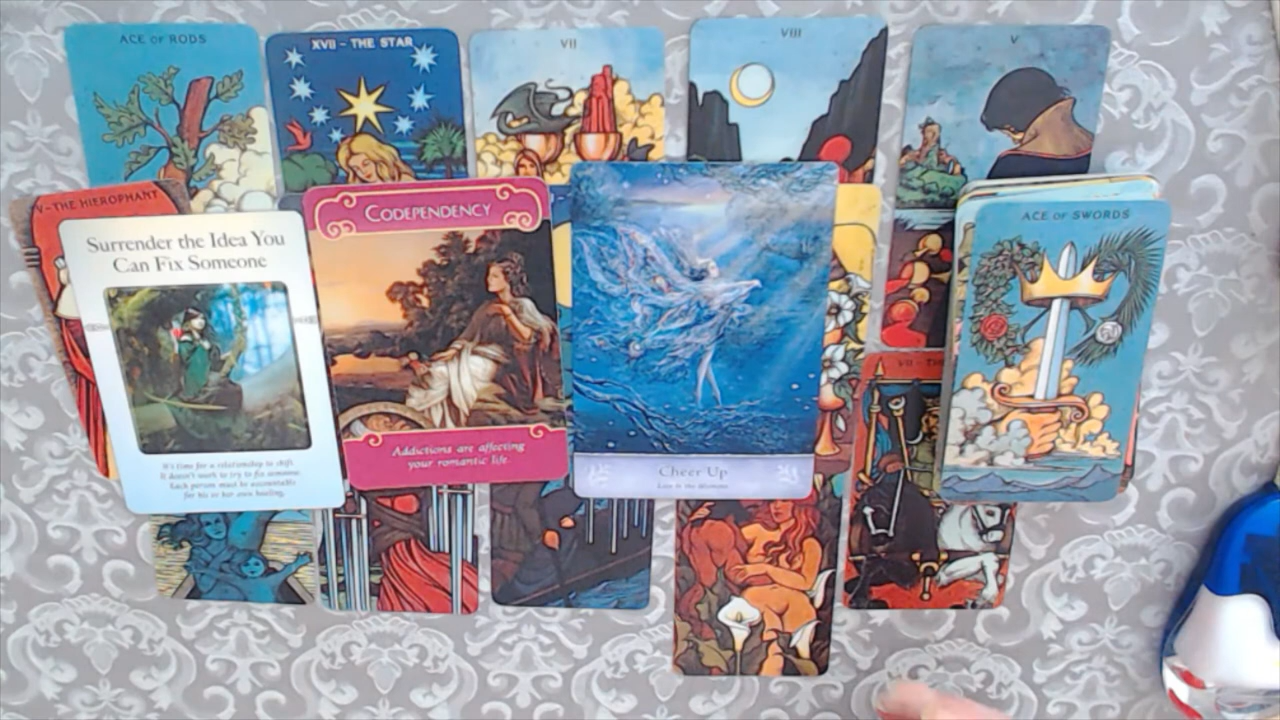 ACE OF RODS
XVII - THE STAR
VII
VIII
V
V - THE HIEROPHANT
Surrender the Idea You
Can Fix Someone
It's time for a relationship to shift.
It doesn't work to try to fix someone.
Each person must be accountable
for his or her own healing.
CODEPENDENCY
Addictions are affecting
your romantic life.
Cheer Up
VII - THE
ACE OF SWORDS